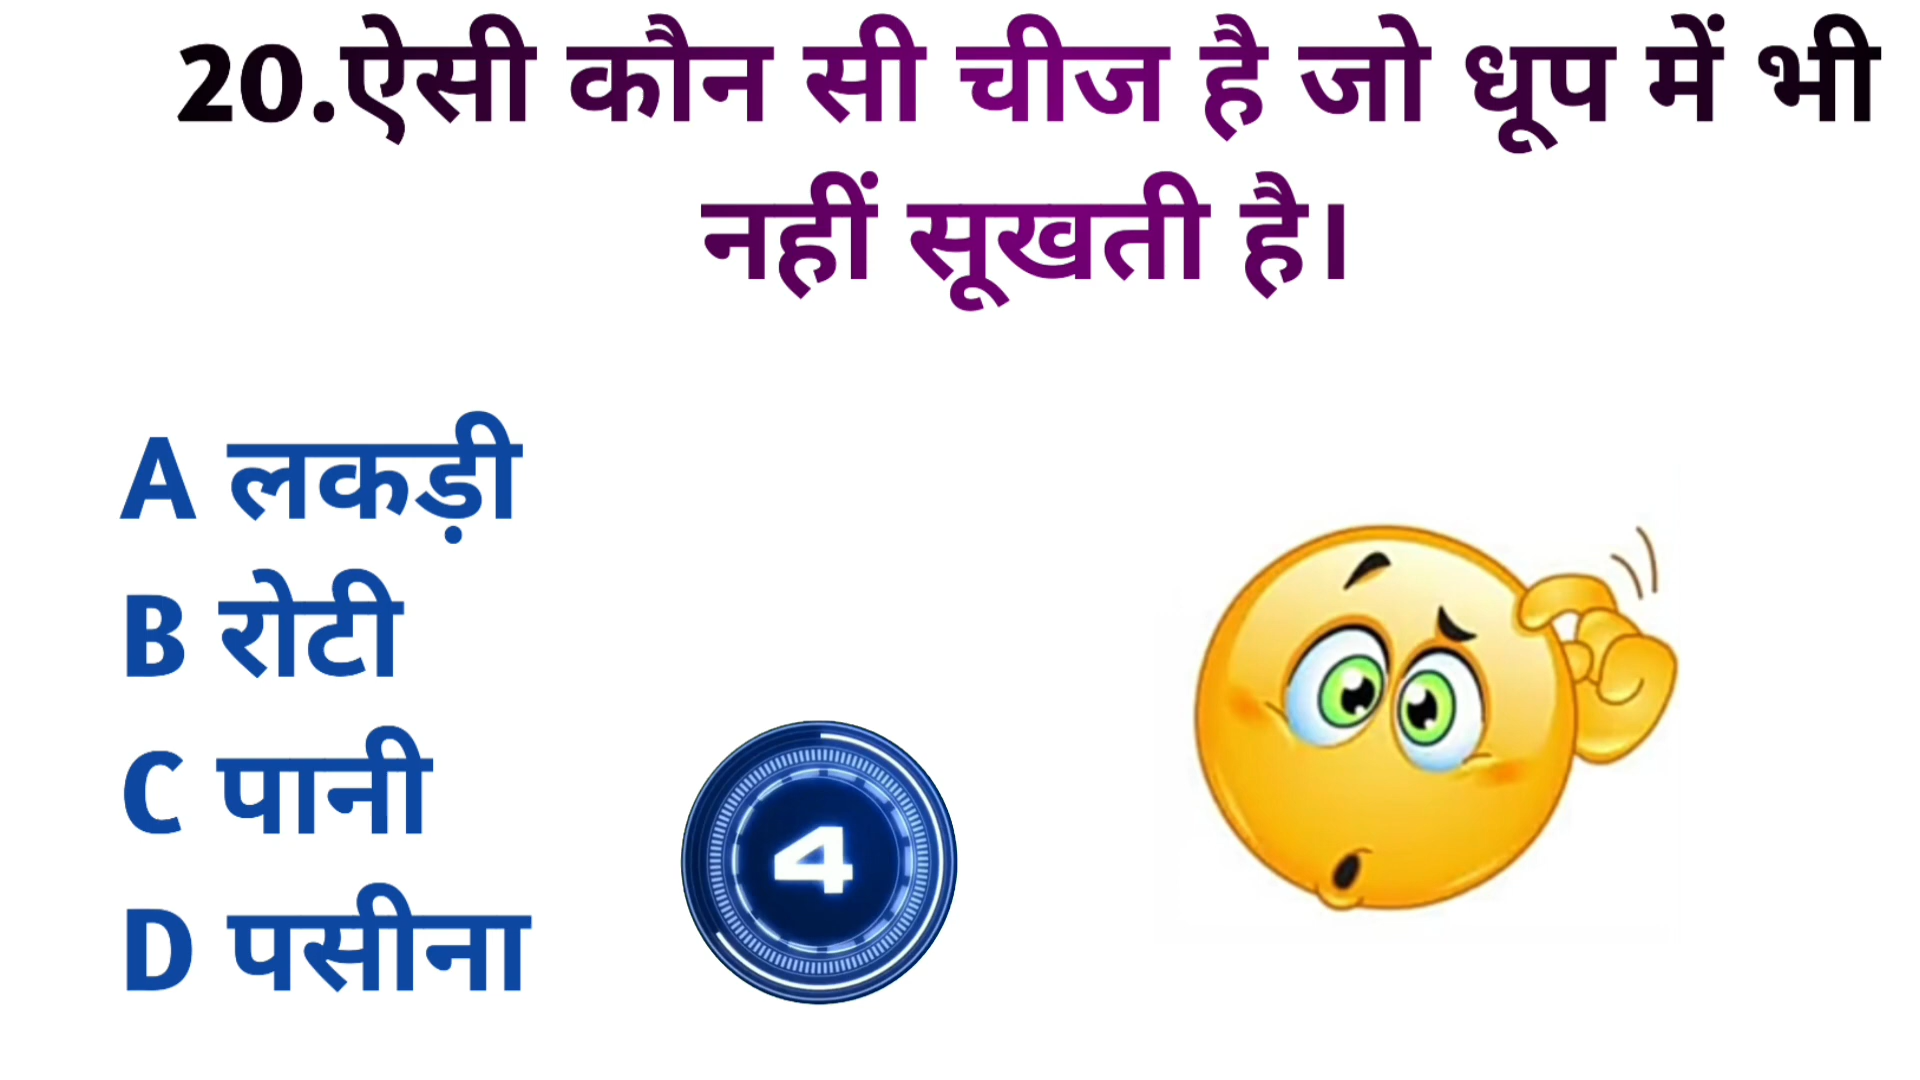 20.ऐसी कौन सी चीज है जो धूप में भी
नहीं सूखती है।
A लकड़ी
B रोटी
C पानी
D पसीना
4